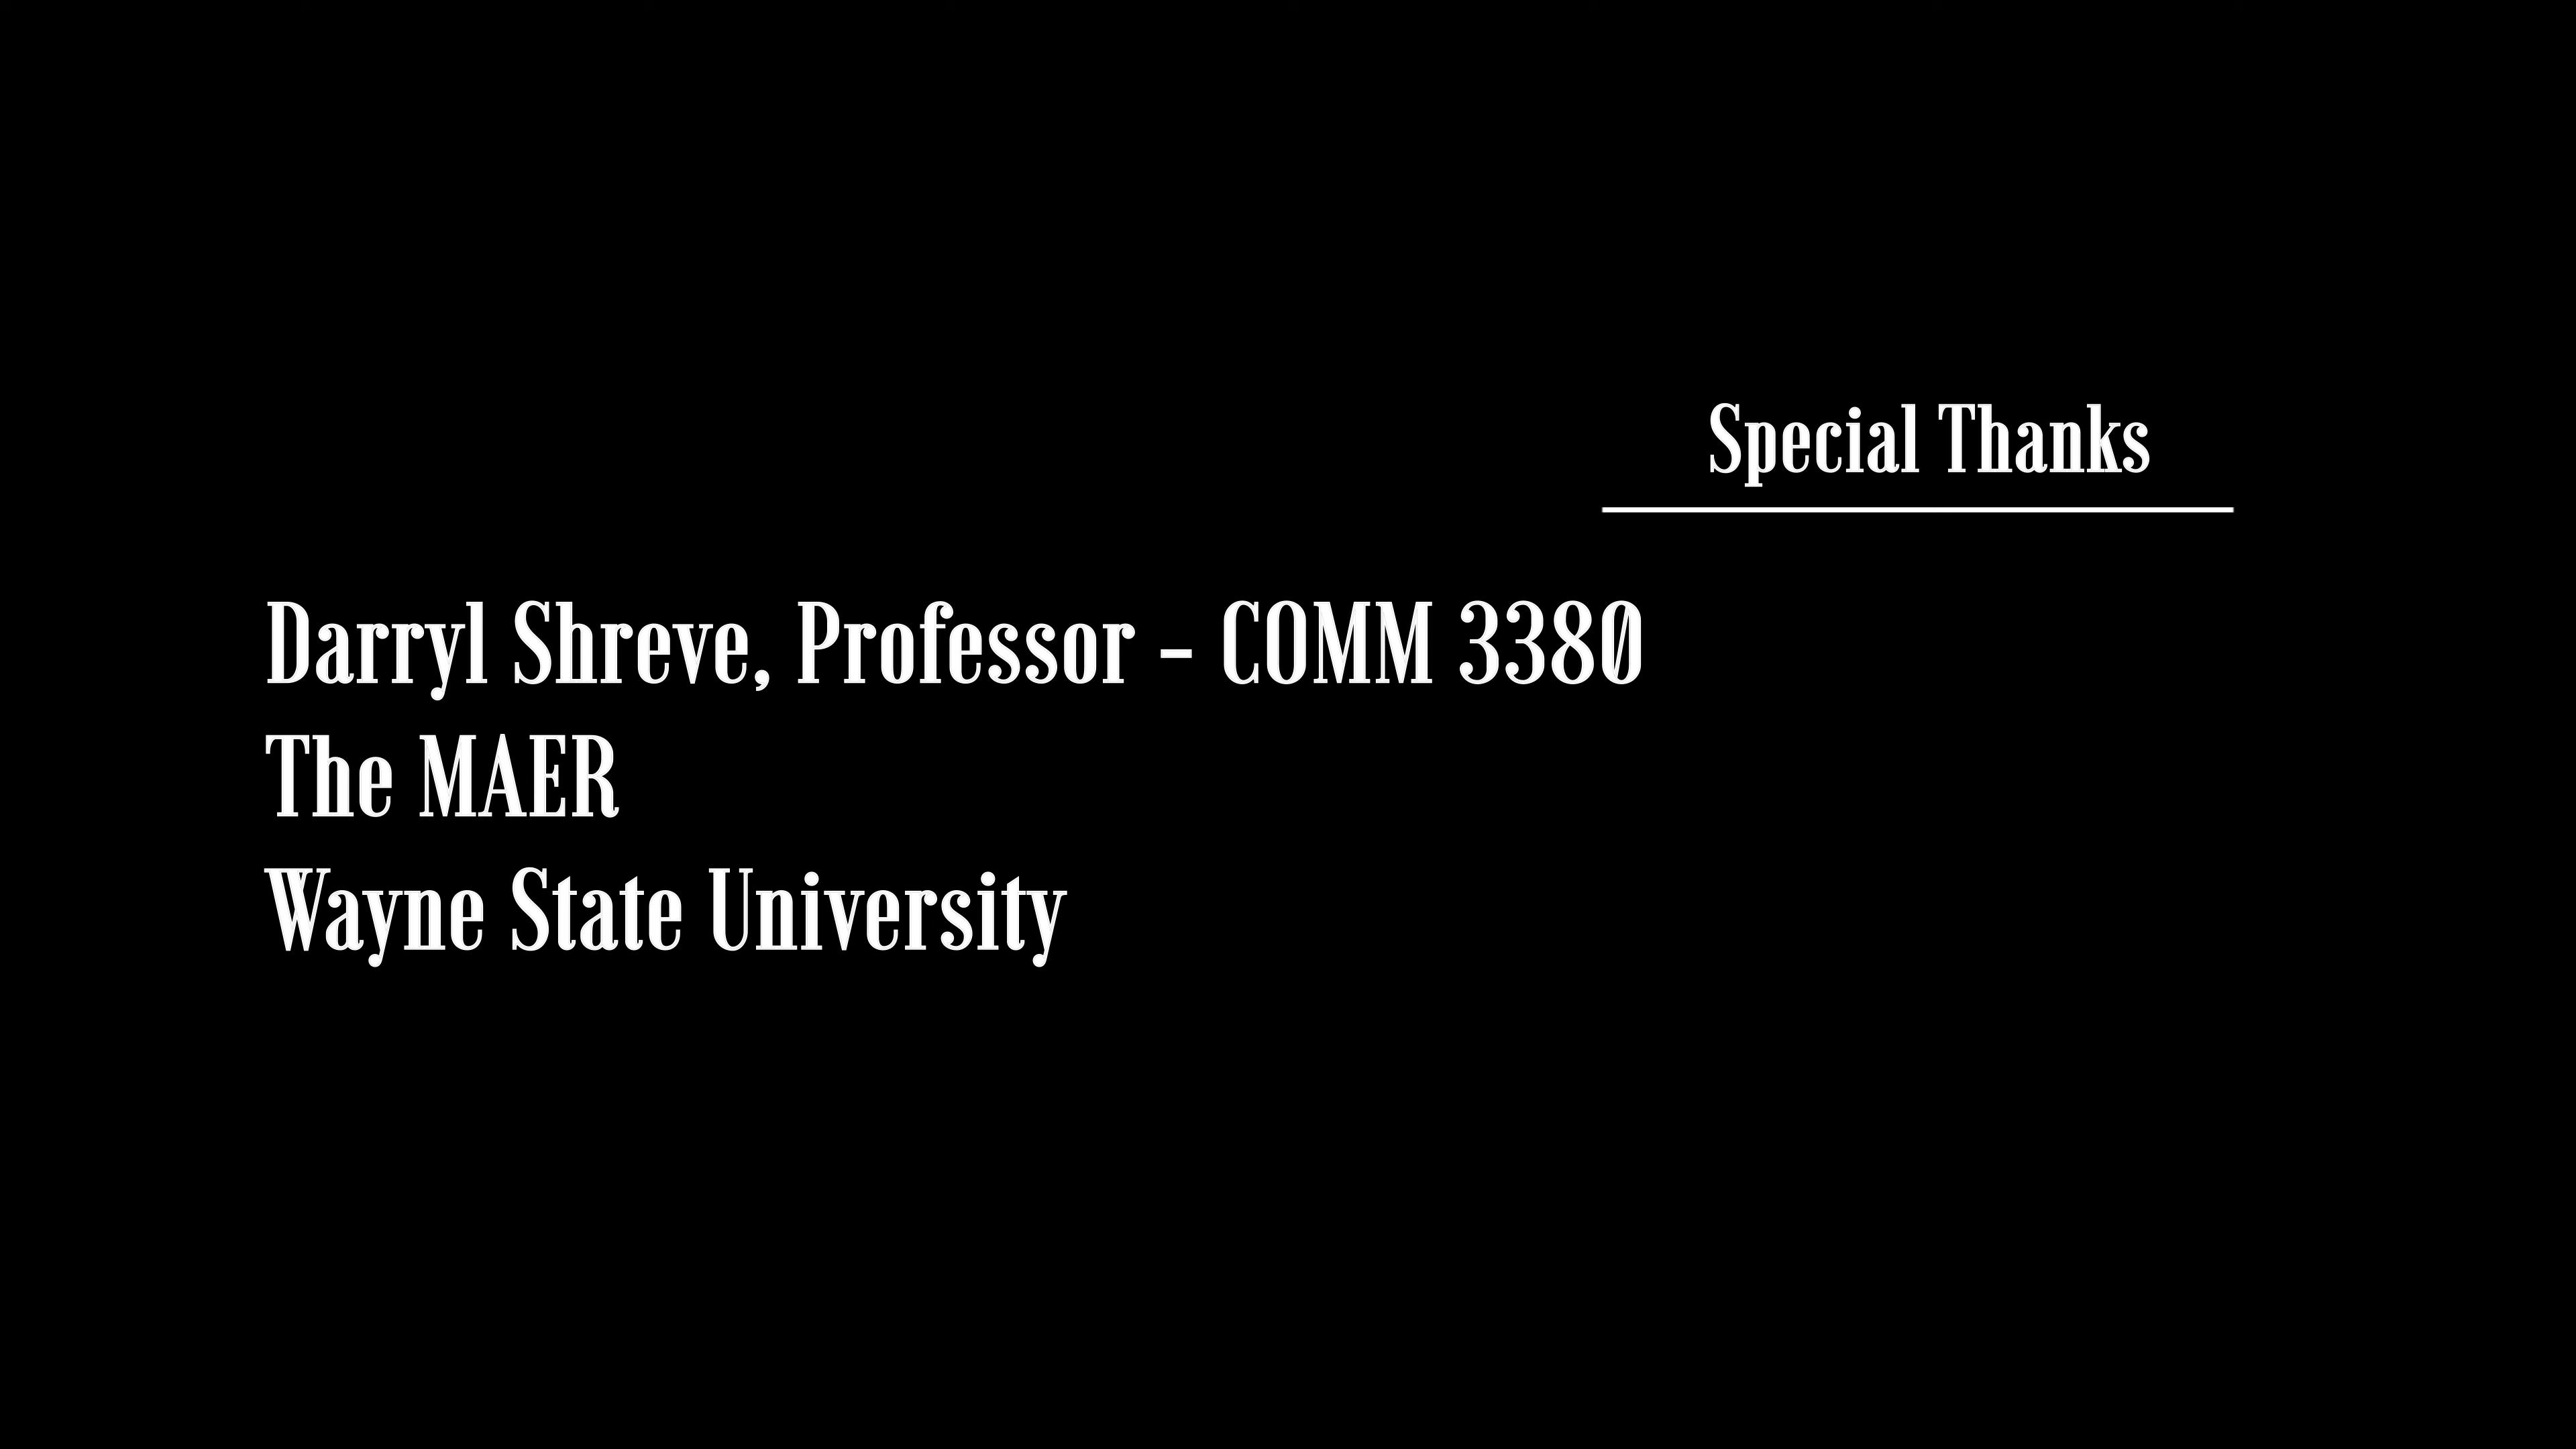 Special Thanks
Darryl Shreve, Professor – COMM 3380
The MAER
Wayne State University